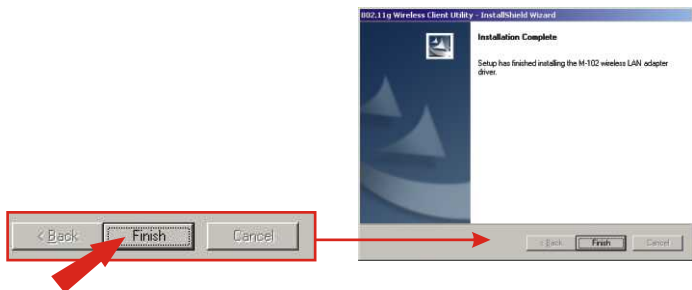 802.11g Wireless Client Utility - InstallShield Wizard
Installation Complete
Setup has finished installing the M-102 wireless LAN adapter
driver.
< Back Finish Cancel
< Back Finish Cancel